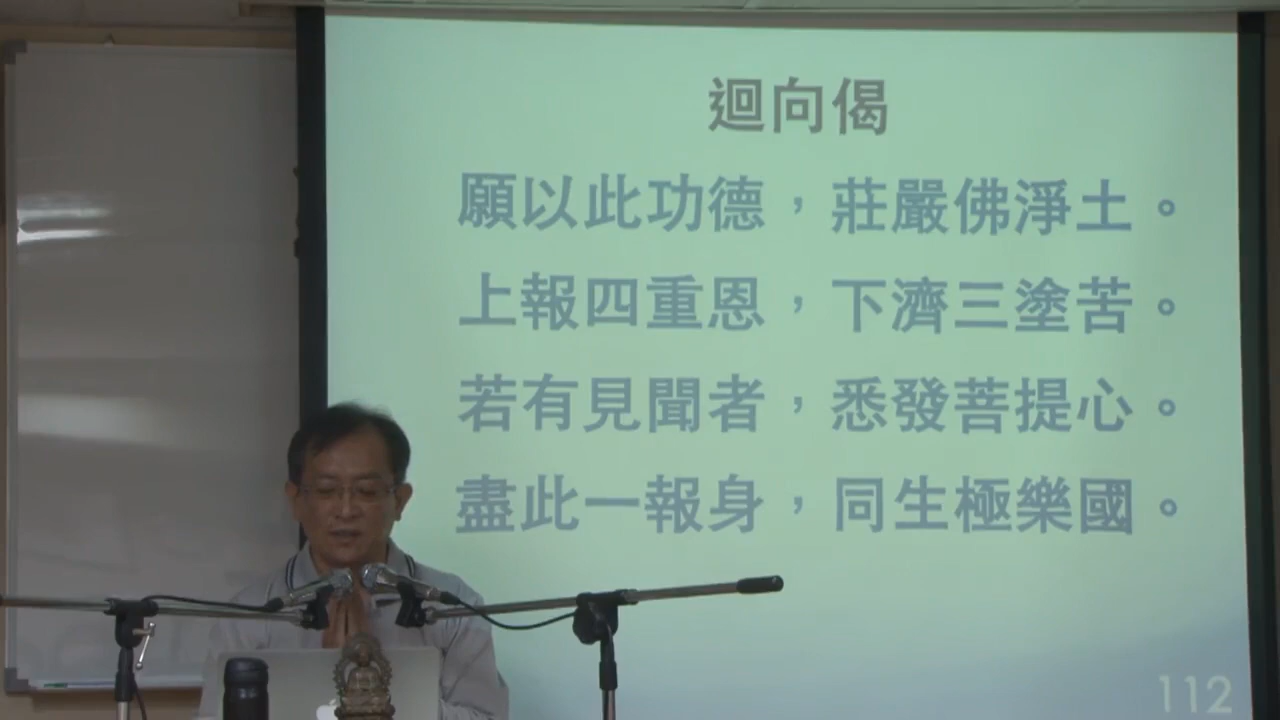 迴向偈
願以此功德，莊嚴佛淨土。
上報四重恩，下濟三塗苦。
若有見聞者，悉發菩提心。
盡此一報身，同生極樂國。
112